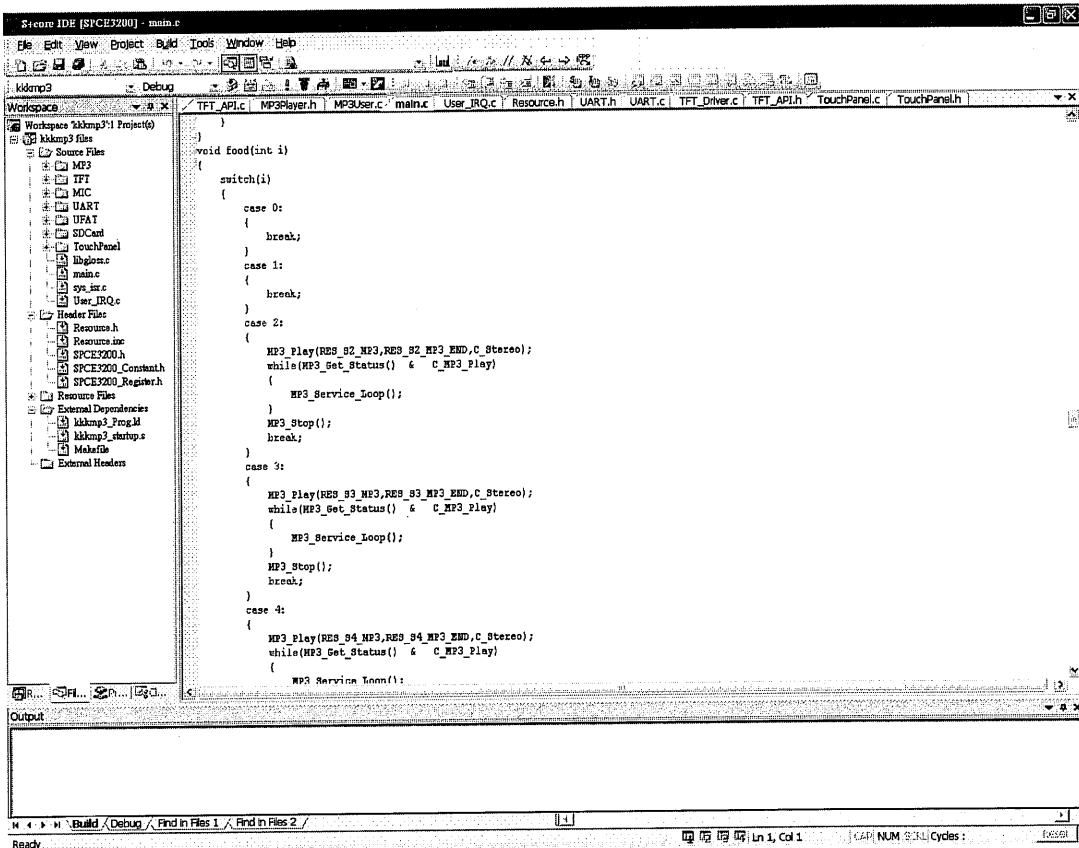 S+core IDE [SPCE3200] - main.c
File Edit View Project Build Tools Window Help
kkkmp3 Debug
Workspace
TFT_API.c MP3Player.h MP3User.c main.c User_IRQ.c Resource.h UART.h UART.c TFT_Driver.c TFT_API.h TouchPanel.c TouchPanel.h
Workspace 'kkkmp3':1 Project(s)
kkkmp3 files
Source Files
MP3
TFT
MIC
UART
UFAT
SDCard
TouchPanel
libgloss.c
main.c
sys_isr.c
User_IRQ.c
Header Files
Resource.h
Resource.inc
SPCE3200.h
SPCE3200_Constant.h
SPCE3200_Register.h
Resource Files
External Dependencies
kkkmp3_Prog.ld
kkkmp3_startup.s
Makefile
External Headers
}
}
void food(int i)
{
switch(i)
{
case 0:
{
break;
}
case 1:
{
break;
}
case 2:
{
MP3_Play(RES_S2_MP3,RES_S2_MP3_END,C_Stereo);
while(MP3_Get_Status() & C_MP3_Play)
{
MP3_Service_Loop();
}
MP3_Stop();
break;
}
case 3:
{
MP3_Play(RES_S3_MP3,RES_S3_MP3_END,C_Stereo);
while(MP3_Get_Status() & C_MP3_Play)
{
MP3_Service_Loop();
}
MP3_Stop();
break;
}
case 4:
{
MP3_Play(RES_S4_MP3,RES_S4_MP3_END,C_Stereo);
while(MP3_Get_Status() & C_MP3_Play)
{
MP3_Service_Loop();
R... Fil... Pr... Cl...
Output
Build Debug Find in Files 1 Find in Files 2
Ready
Ln 1, Col 1 CAP NUM SCRL Cycles : Reset